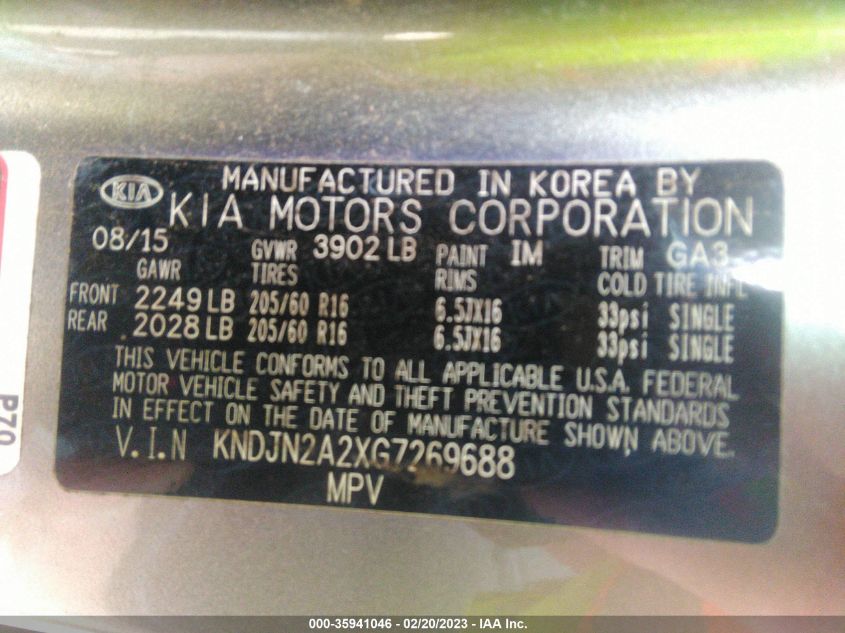 KIA
MANUFACTURED IN KOREA BY
KIA MOTORS CORPORATION
08/15 GVWR 3902 LB PAINT IM TRIM GA3
GAWR TIRES RIMS COLD TIRE INFL
FRONT 2249 LB 205/60 R16 6.5JX16 33psi SINGLE
REAR 2028 LB 205/60 R16 6.5JX16 33psi SINGLE
THIS VEHICLE CONFORMS TO ALL APPLICABLE U.S.A. FEDERAL
MOTOR VEHICLE SAFETY AND THEFT PREVENTION STANDARDS
IN EFFECT ON THE DATE OF MANUFACTURE SHOWN ABOVE.
V.I.N KNDJN2A2XG7269688
MPV
P70
000-35941046 - 02/20/2023 - IAA Inc.